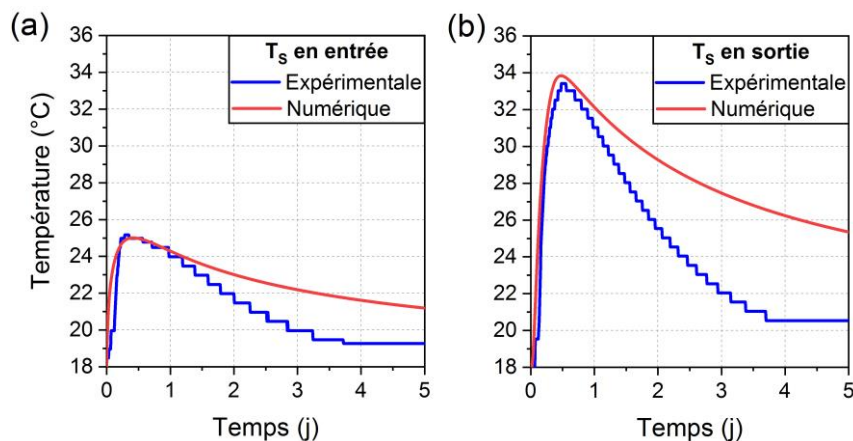 (a)
T_S en entrée
Expérimentale
Numérique
Température (°C)
36
34
32
30
28
26
24
22
20
18
0
1
2
3
4
5
Temps (j)
(b)
T_S en sortie
Expérimentale
Numérique
36
34
32
30
28
26
24
22
20
18
0
1
2
3
4
5
Temps (j)